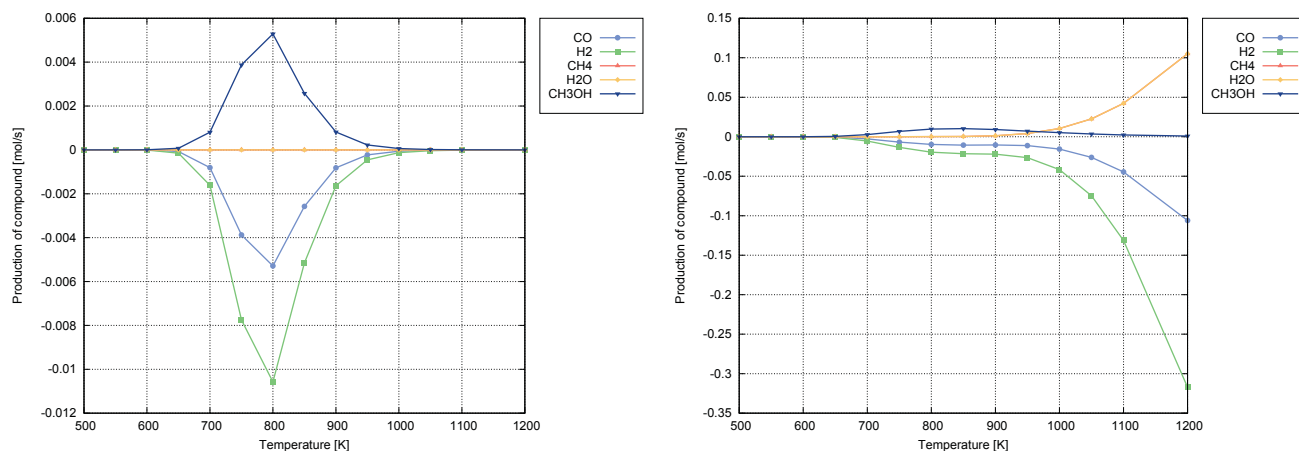 0.006
0.004
0.002
0
-0.002
-0.004
-0.006
-0.008
-0.01
-0.012
500 600 700 800 900 1000 1100 1200
Temperature [K]
Production of compound [mol/s]
CO
H2
CH4
H2O
CH3OH
0.15
0.1
0.05
0
-0.05
-0.1
-0.15
-0.2
-0.25
-0.3
-0.35
500 600 700 800 900 1000 1100 1200
Temperature [K]
Production of compound [mol/s]
CO
H2
CH4
H2O
CH3OH